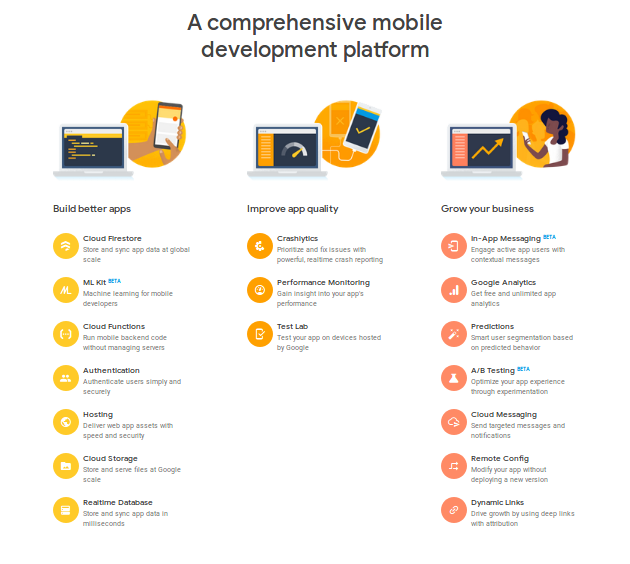 A comprehensive mobile
development platform
Build better apps
Cloud Firestore
Store and sync app data at global
scale
ML Kit BETA
Machine learning for mobile
developers
Cloud Functions
Run mobile backend code
without managing servers
Authentication
Authenticate users simply and
securely
Hosting
Deliver web app assets with
speed and security
Cloud Storage
Store and serve files at Google
scale
Realtime Database
Store and sync app data in
milliseconds
Improve app quality
Crashlytics
Prioritize and fix issues with
powerful, realtime crash reporting
Performance Monitoring
Gain insight into your app's
performance
Test Lab
Test your app on devices hosted
by Google
Grow your business
In-App Messaging BETA
Engage active app users with
contextual messages
Google Analytics
Get free and unlimited app
analytics
Predictions
Smart user segmentation based
on predicted behavior
A/B Testing BETA
Optimize your app experience
through experimentation
Cloud Messaging
Send targeted messages and
notifications
Remote Config
Modify your app without
deploying a new version
Dynamic Links
Drive growth by using deep links
with attribution